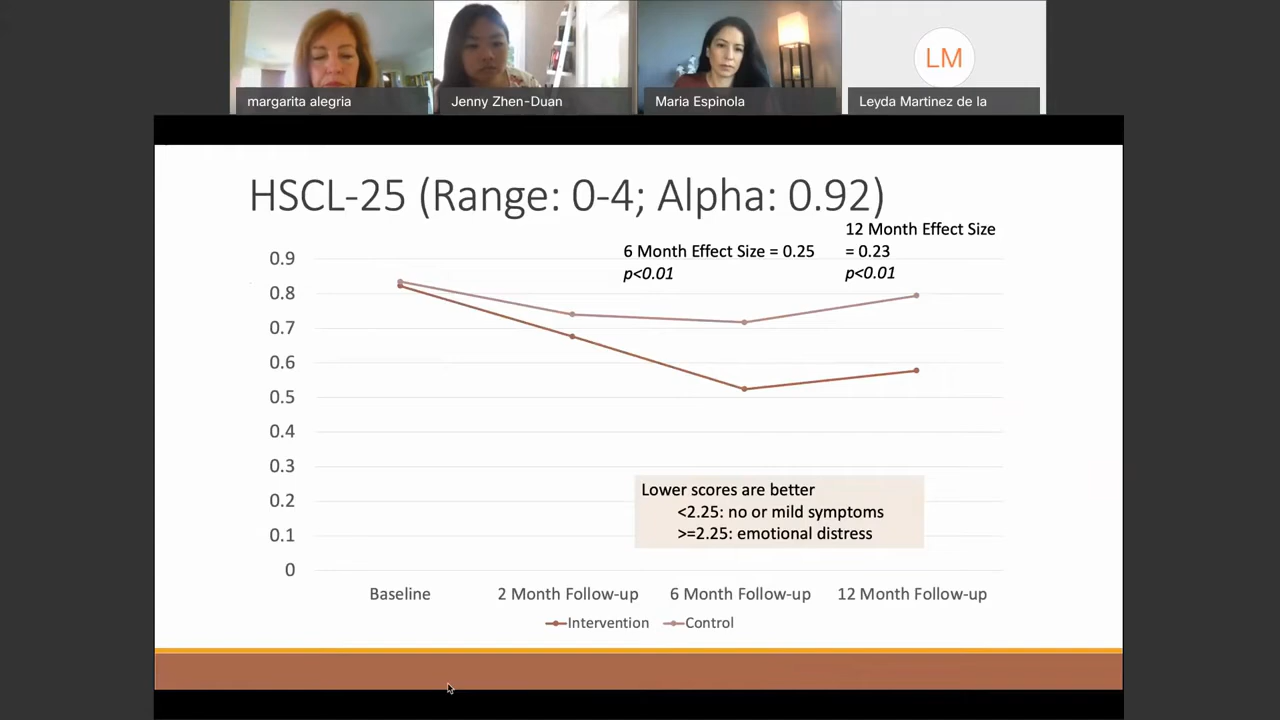 LM
margarita alegria
Jenny Zhen-Duan
Maria Espinola
Leyda Martinez de la
HSCL-25 (Range: 0-4; Alpha: 0.92)
12 Month Effect Size
= 0.23
p<0.01
6 Month Effect Size = 0.25
p<0.01
0.9
0.8
0.7
0.6
0.5
0.4
0.3
0.2
0.1
0
Lower scores are better
<2.25: no or mild symptoms
>=2.25: emotional distress
Baseline
2 Month Follow-up
6 Month Follow-up
12 Month Follow-up
Intervention
Control